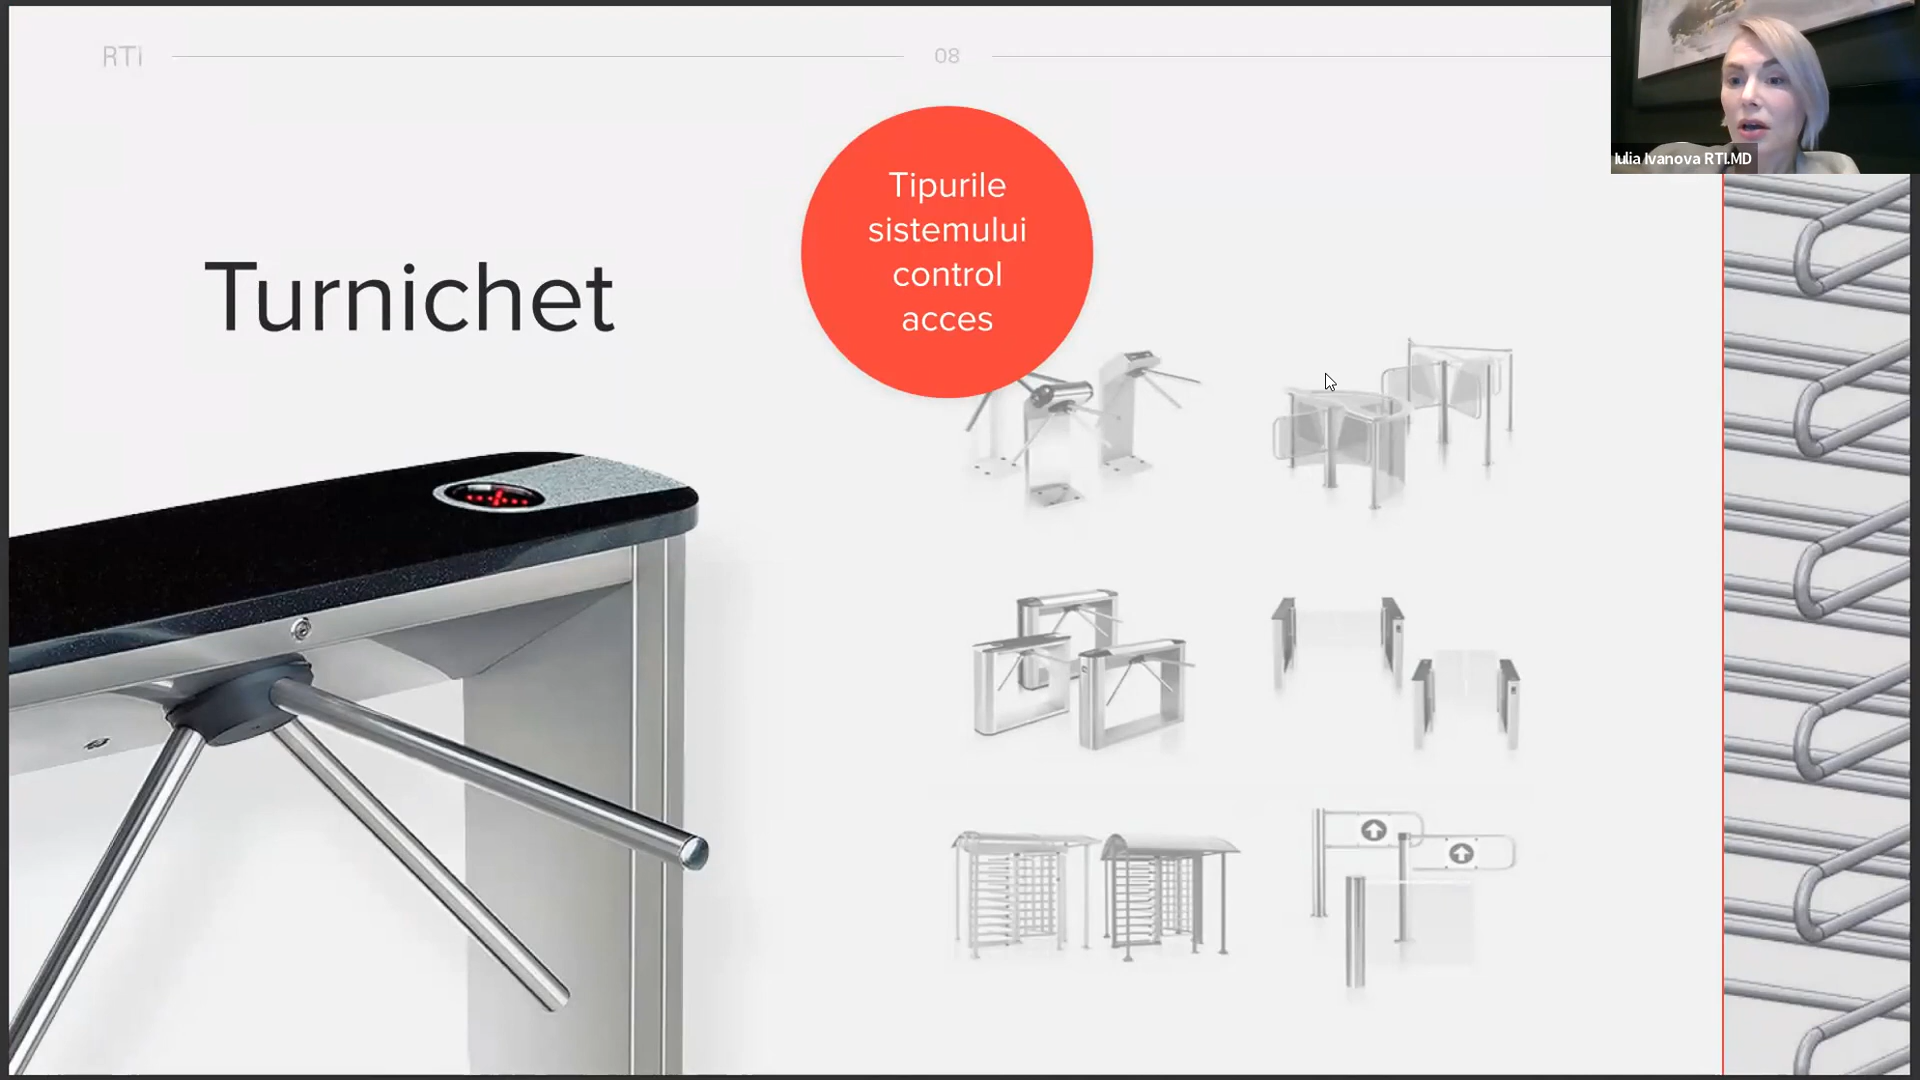 RTI
08
Iulia Ivanova RTI.MD
Tipurile
sistemului
control
acces
Turnichet